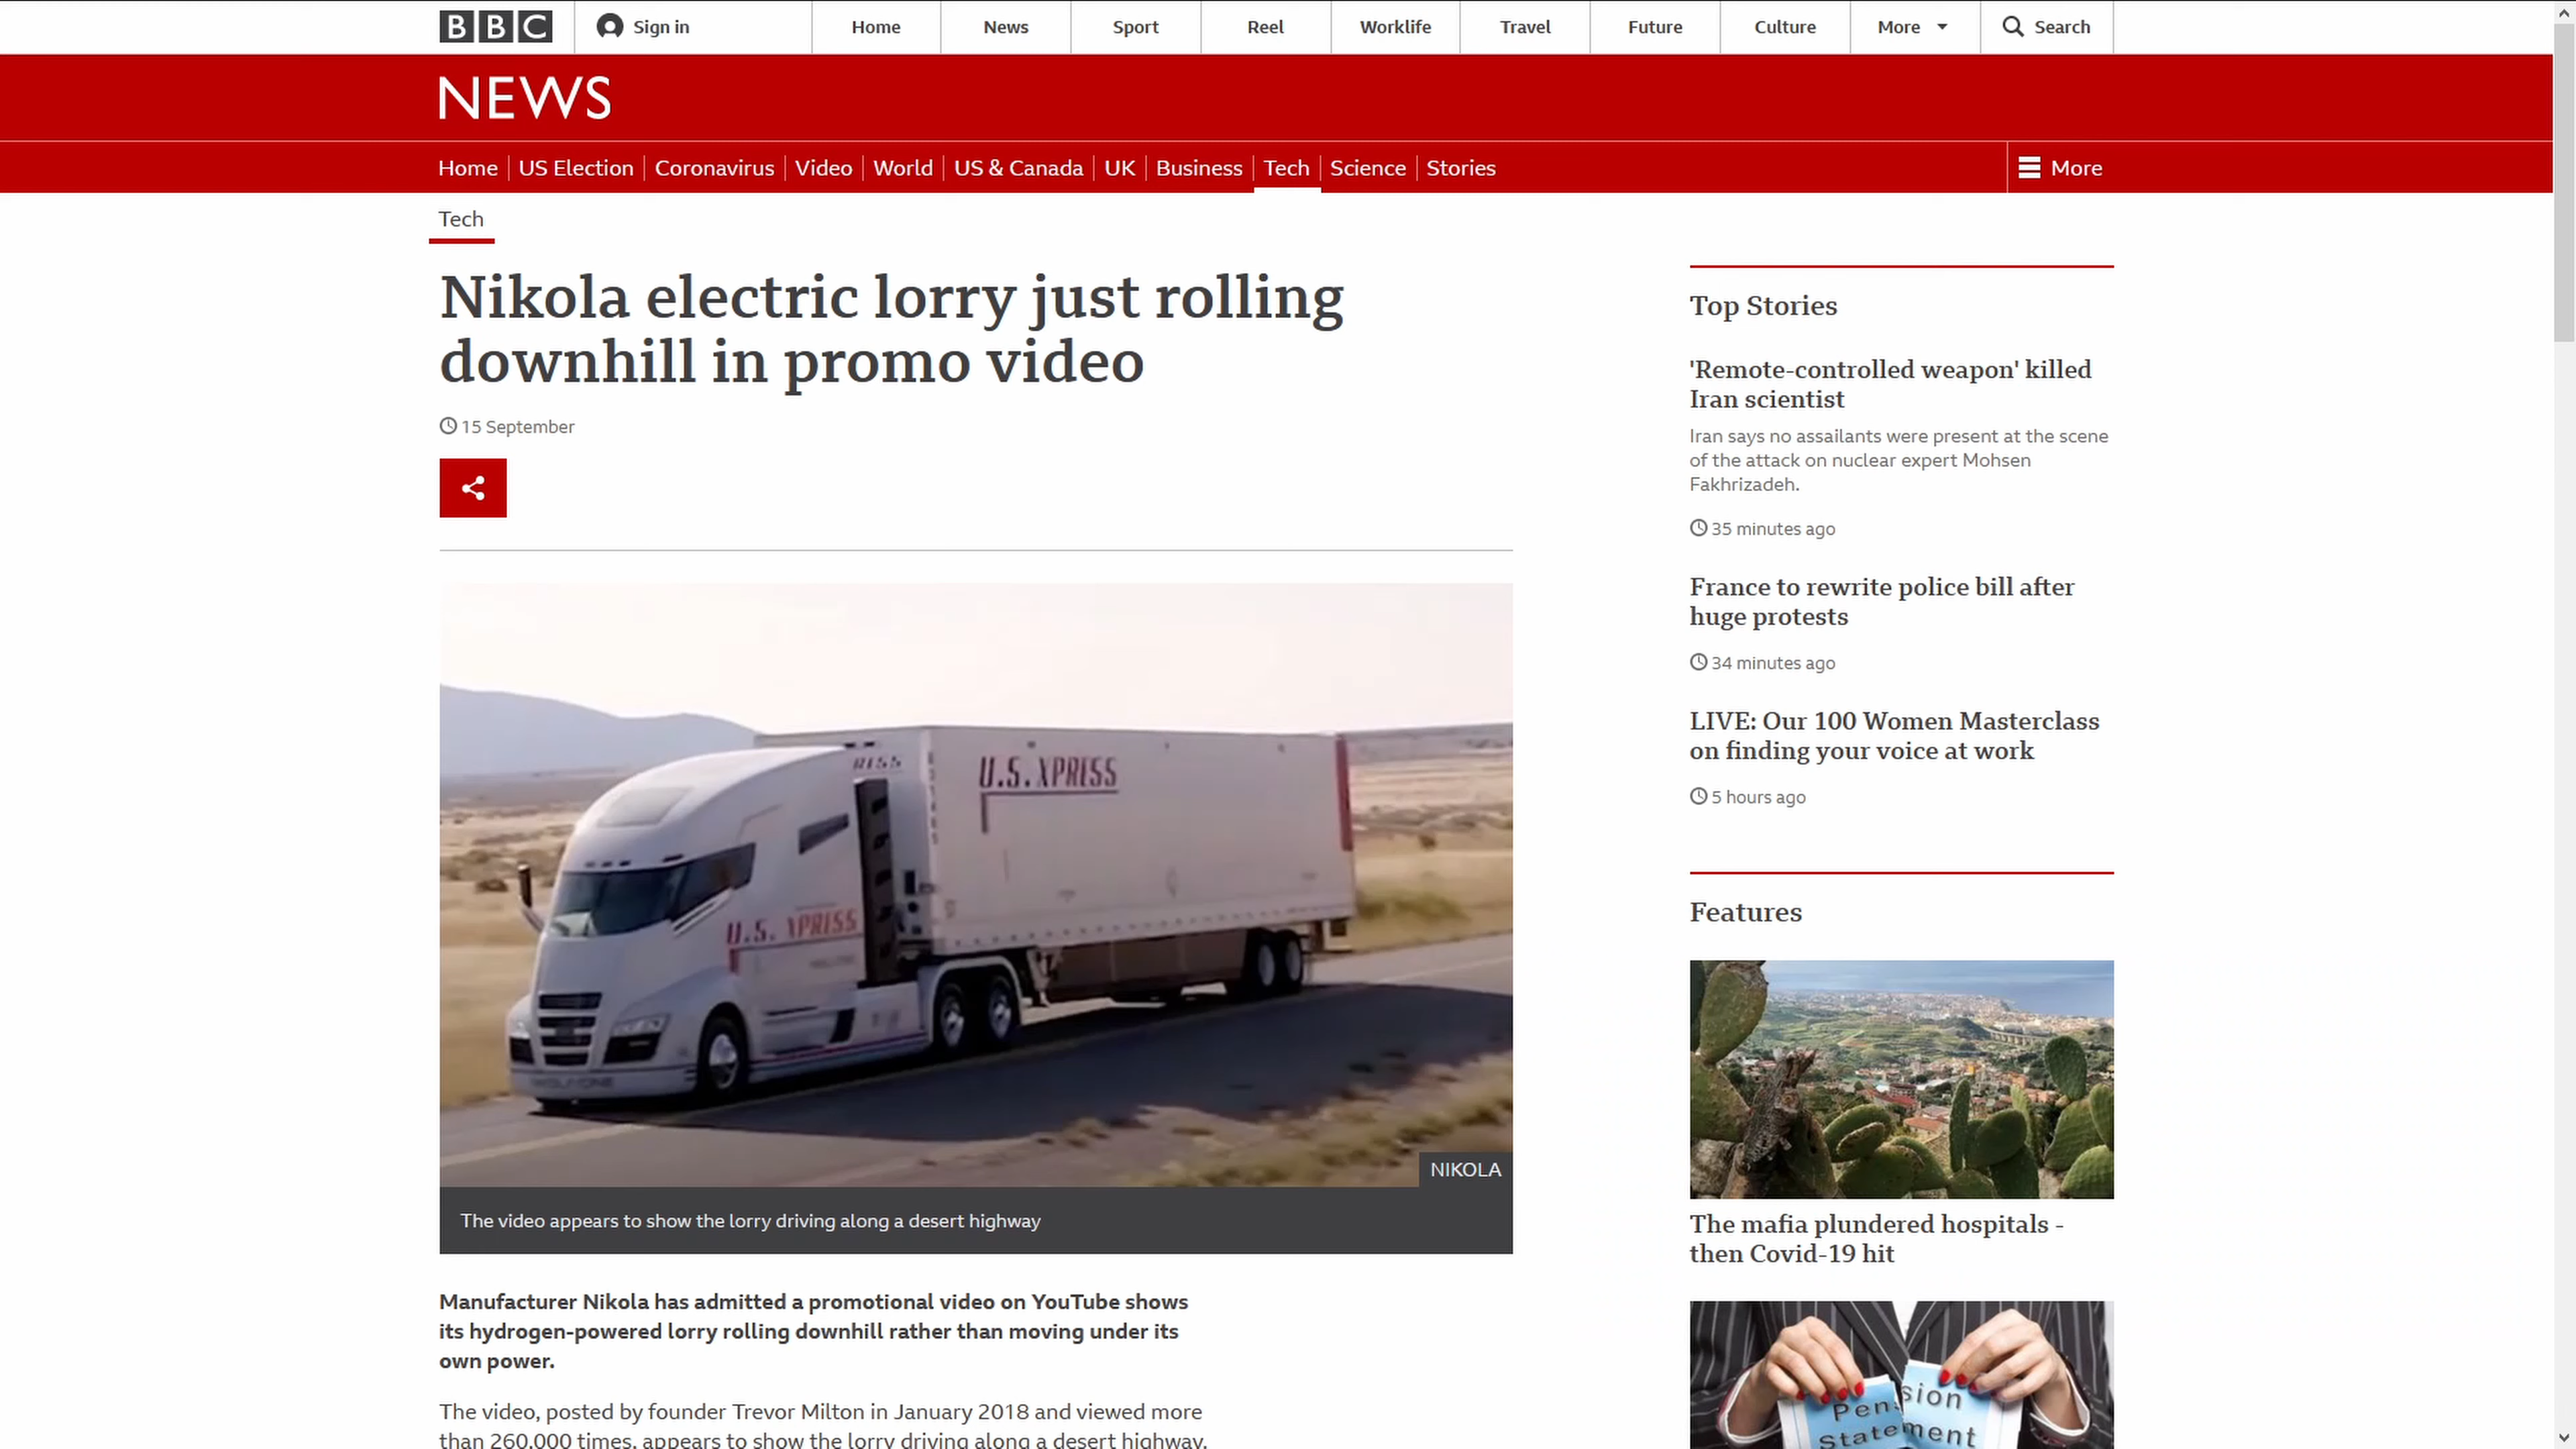 BBC
Sign in
Home
News
Sport
Reel
Worklife
Travel
Future
Culture
More
Search
NEWS
Home
US Election
Coronavirus
Video
World
US & Canada
UK
Business
Tech
Science
Stories
More
Tech
Nikola electric lorry just rolling
downhill in promo video
15 September
U.S. XPRESS
U.S. XPRESS
NIKOLA
The video appears to show the lorry driving along a desert highway
Manufacturer Nikola has admitted a promotional video on YouTube shows
its hydrogen-powered lorry rolling downhill rather than moving under its
own power.
The video, posted by founder Trevor Milton in January 2018 and viewed more
than 260,000 times, appears to show the lorry driving along a desert highway.
Top Stories
'Remote-controlled weapon' killed
Iran scientist
Iran says no assailants were present at the scene
of the attack on nuclear expert Mohsen
Fakhrizadeh.
35 minutes ago
France to rewrite police bill after
huge protests
34 minutes ago
LIVE: Our 100 Women Masterclass
on finding your voice at work
5 hours ago
Features
The mafia plundered hospitals -
then Covid-19 hit
Pension
Statement